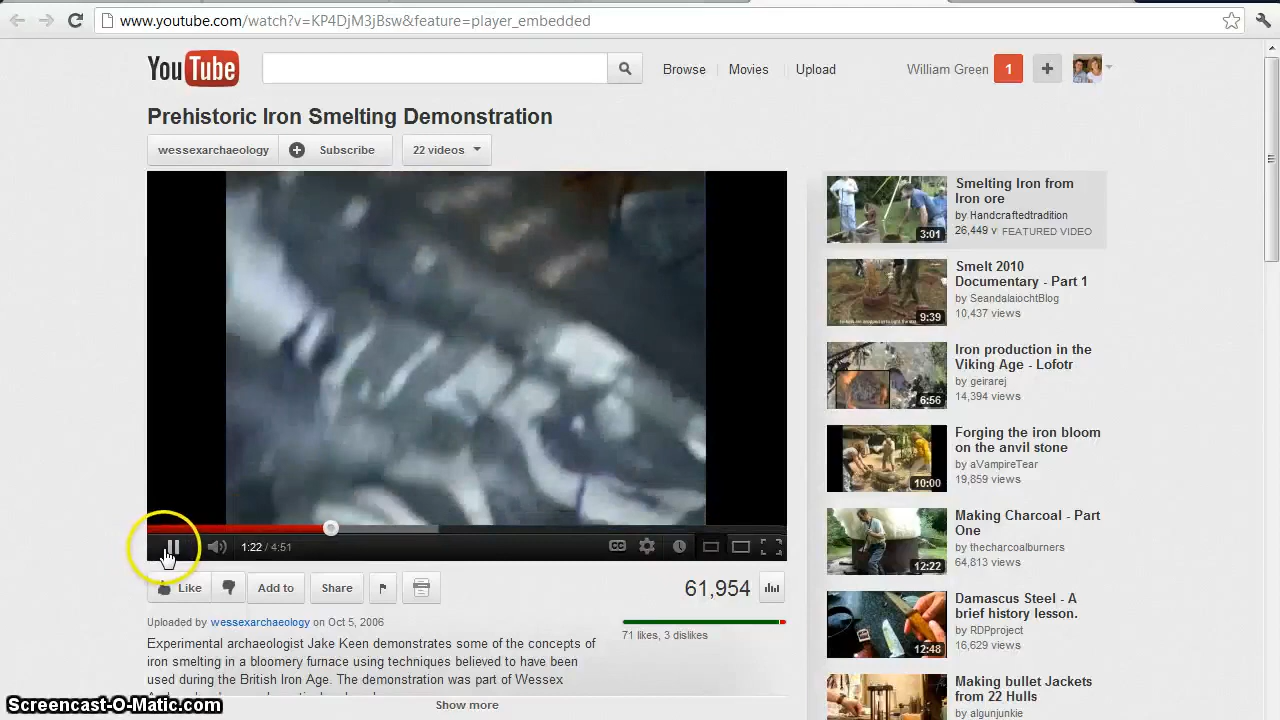 www.youtube.com/watch?v=KP4DjM3jBsw&feature=player_embedded
YouTube
Browse
Movies
Upload
William Green
1
Prehistoric Iron Smelting Demonstration
wessexarchaeology
Subscribe
22 videos
1:22 / 4:51
CC
Like
Add to
Share
61,954
Uploaded by wessexarchaeology on Oct 5, 2006
71 likes, 3 dislikes
Experimental archaeologist Jake Keen demonstrates some of the concepts of
iron smelting in a bloomery furnace using techniques believed to have been
used during the British Iron Age. The demonstration was part of Wessex
Show more
Smelting Iron from
Iron ore
by Handcraftedtradition
26,449 v FEATURED VIDEO
3:01
Smelt 2010
Documentary - Part 1
by SeandalaiochtBlog
10,437 views
9:39
Iron production in the
Viking Age - Lofotr
by geirarej
14,394 views
6:56
Forging the iron bloom
on the anvil stone
by aVampireTear
19,859 views
10:00
Making Charcoal - Part
One
by thecharcoalburners
64,813 views
12:22
Damascus Steel - A
brief history lesson.
by RDPproject
16,629 views
12:48
Making bullet Jackets
from 22 Hulls
by algunjunkie
Screencast-O-Matic.com